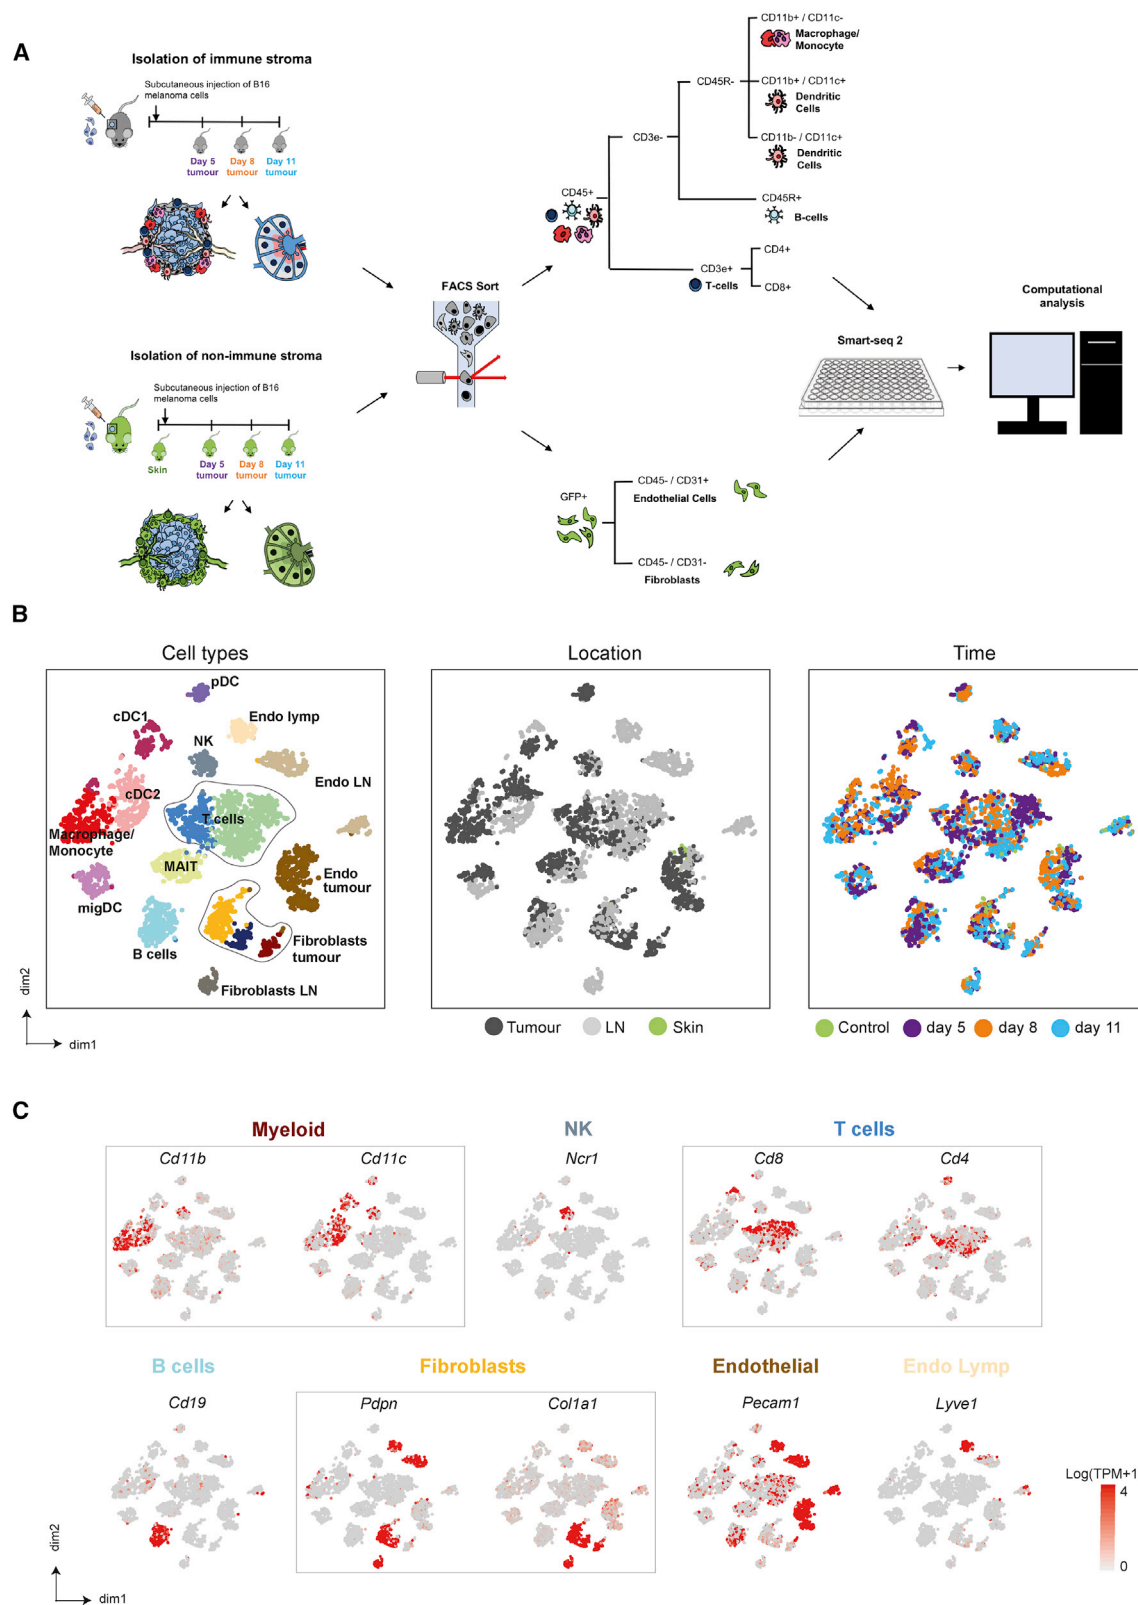 A
Isolation of immune stroma
Subcutaneous injection of B16
melanoma cells
Day 5
tumour
Day 8
tumour
Day 11
tumour
Isolation of non-immune stroma
Subcutaneous injection of B16
melanoma cells
Skin
Day 5
tumour
Day 8
tumour
Day 11
tumour
FACS Sort
CD45+
CD3e-
CD45R-
CD11b+ / CD11c-
Macrophage/
Monocyte
CD11b+ / CD11c+
Dendritic
Cells
CD11b- / CD11c+
Dendritic
Cells
CD45R+
B-cells
CD3e+
T-cells
CD4+
CD8+
GFP+
CD45- / CD31+
Endothelial Cells
CD45- / CD31-
Fibroblasts
Smart-seq 2
Computational
analysis
B
Cell types
pDC
cDC1
Endo lymp
NK
Endo LN
cDC2
T cells
Macrophage/
Monocyte
MAIT
Endo
tumour
migDC
B cells
Fibroblasts
tumour
Fibroblasts LN
dim2
dim1
Location
Tumour
LN
Skin
Time
Control
day 5
day 8
day 11
C
Myeloid
NK
T cells
Cd11b
Cd11c
Ncr1
Cd8
Cd4
B cells
Fibroblasts
Endothelial
Endo Lymp
Cd19
Pdpn
Col1a1
Pecam1
Lyve1
Log(TPM+1
4
0
dim2
dim1